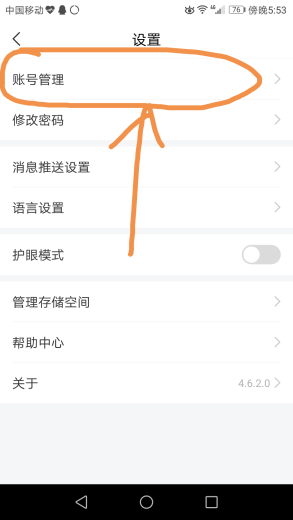 中国移动 76 傍晚5:53
设置
账号管理
修改密码
消息推送设置
语言设置
护眼模式
管理存储空间
帮助中心
关于 4.6.2.0